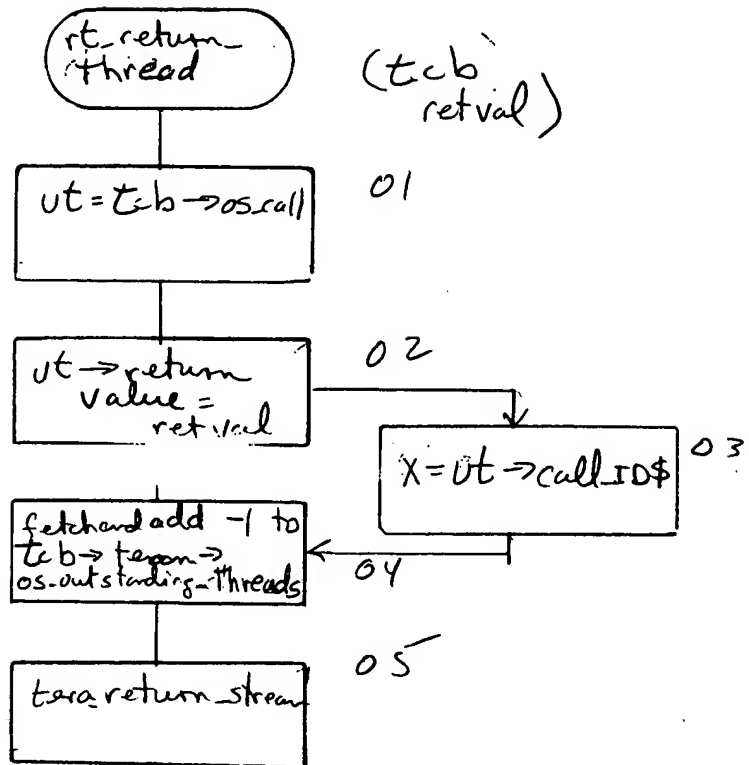 rt_return_
thread
(tcb
retval)
ut = tcb → os_call
01
ut → return
value =
retval
02
x = ut → call_ID$
03
fetch and add -1 to
tcb → team →
os_outstanding_threads
04
tera_return_stream
05